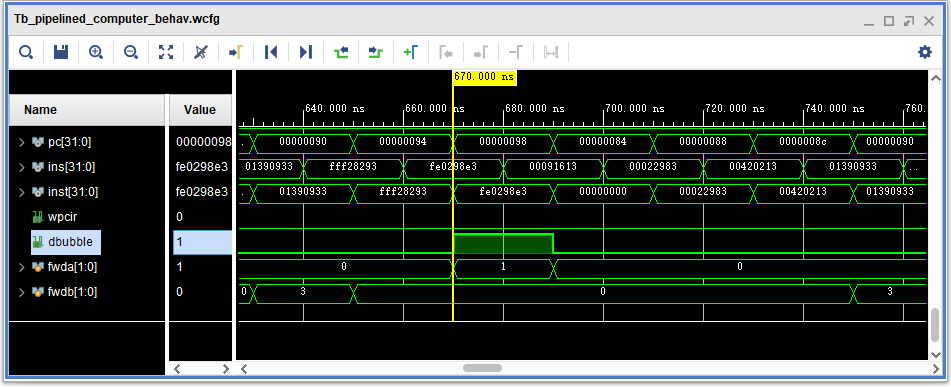 Tb_pipelined_computer_behav.wcfg
670.000 ns
640.000 ns 660.000 ns 680.000 ns 700.000 ns 720.000 ns 740.000 ns 760.
Name Value
pc[31:0] 00000098 00000090 00000094 00000098 00000084 00000088 0000008c 00000090
ins[31:0] fe0298e3 01390933 fff28293 fe0298e3 00091613 00022983 00420213 01390933 ..
inst[31:0] fe0298e3 . 01390933 fff28293 fe0298e3 00000000 00022983 00420213 01390933
wpcir 0
dbubble 1
fwda[1:0] 1 0 1 0
fwdb[1:0] 0 0 3 0 3